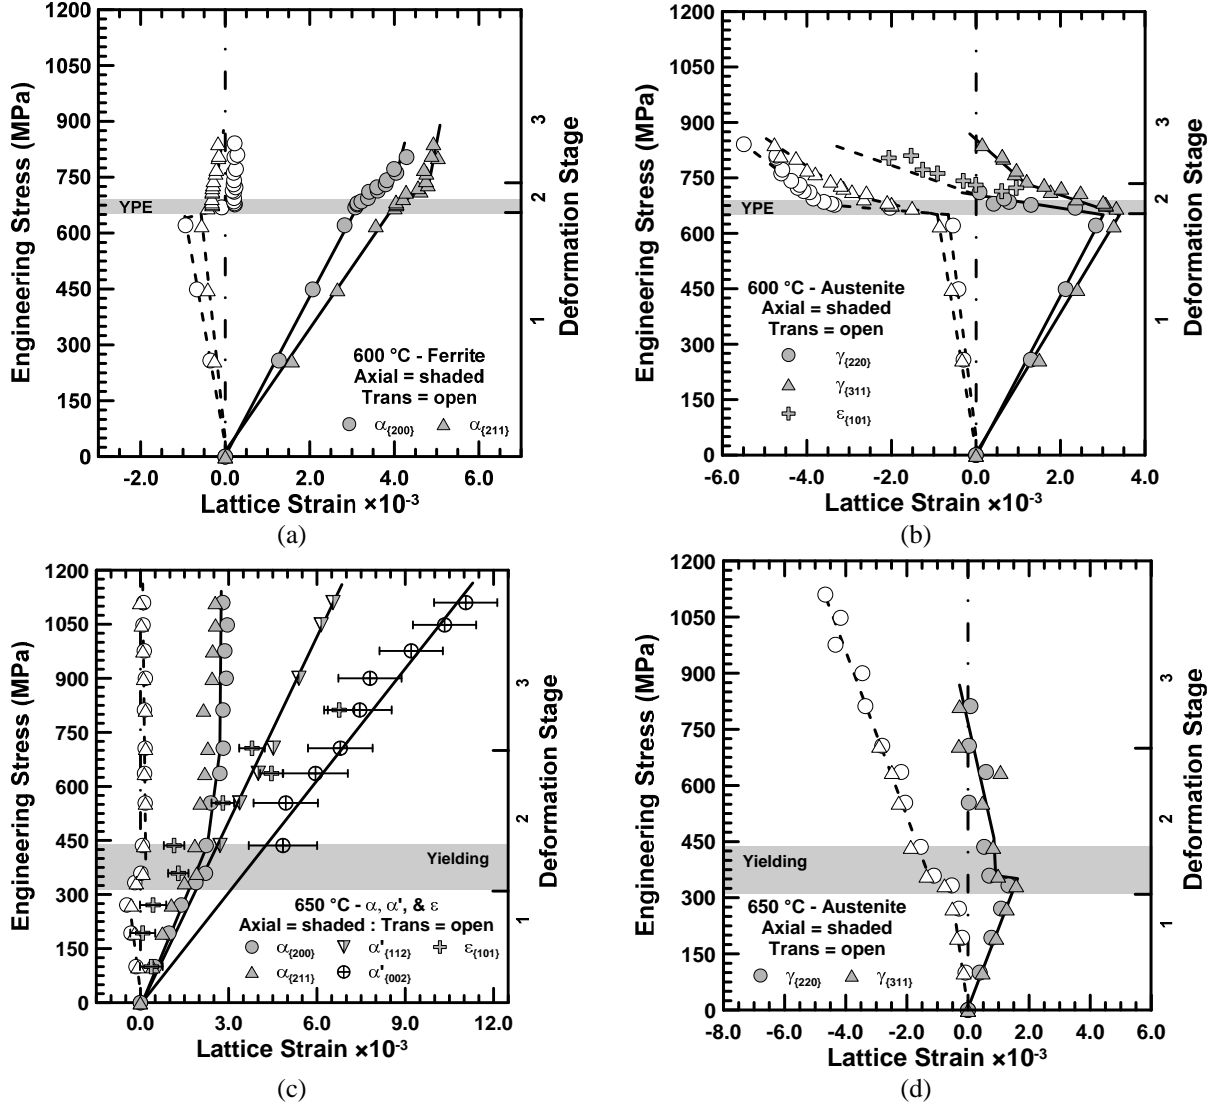 1200
1050
900
750
600
450
300
150
0
Engineering Stress (MPa)
YPE
600 °C - Ferrite
Axial = shaded
Trans = open
α{200} α{211}
-2.0 0.0 2.0 4.0 6.0
Lattice Strain ×10-3
3
2
1
Deformation Stage
(a)
1200
1050
900
750
600
450
300
150
0
Engineering Stress (MPa)
YPE
600 °C - Austenite
Axial = shaded
Trans = open
γ{220}
γ{311}
ε{101}
-6.0 -4.0 -2.0 0.0 2.0 4.0
Lattice Strain ×10-3
3
2
1
Deformation Stage
(b)
1200
1050
900
750
600
450
300
150
0
Engineering Stress (MPa)
Yielding
650 °C - α, α', & ε
Axial = shaded : Trans = open
α{200} α'{112} ε{101}
α{211} α'{002}
0.0 3.0 6.0 9.0 12.0
Lattice Strain ×10-3
3
2
1
Deformation Stage
(c)
1200
1050
900
750
600
450
300
150
0
Engineering Stress (MPa)
Yielding
650 °C - Austenite
Axial = shaded
Trans = open
γ{220} γ{311}
-8.0 -6.0 -4.0 -2.0 0.0 2.0 4.0 6.0
Lattice Strain ×10-3
3
2
1
Deformation Stage
(d)